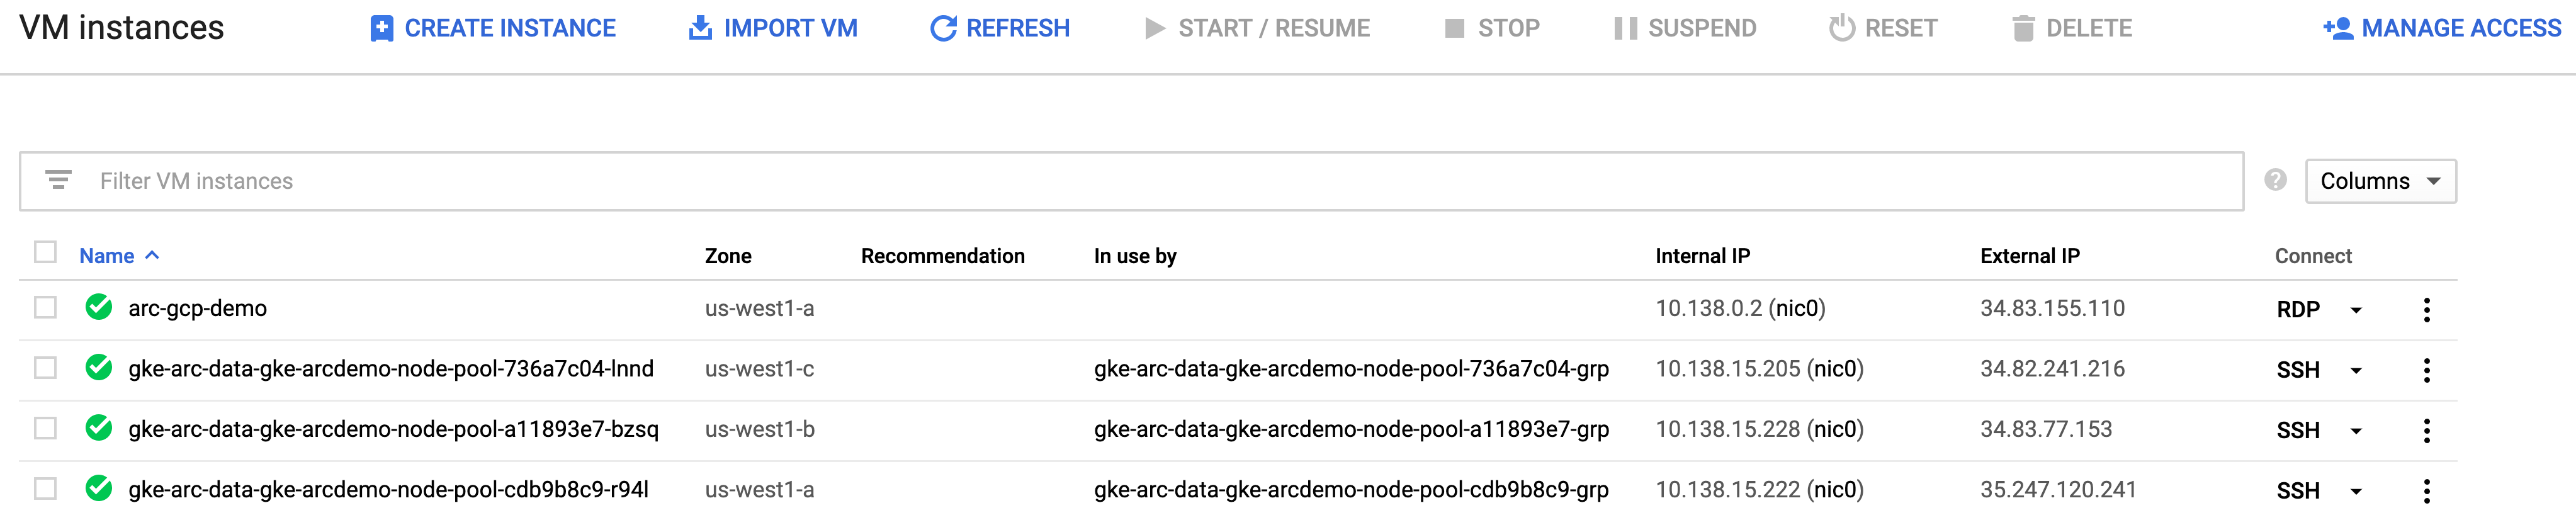 VM instances CREATE INSTANCE IMPORT VM REFRESH START / RESUME STOP SUSPEND RESET DELETE MANAGE ACCESS
Filter VM instances ? Columns
Name Zone Recommendation In use by Internal IP External IP Connect
arc-gcp-demo us-west1-a 10.138.0.2 (nic0) 34.83.155.110 RDP
gke-arc-data-gke-arcdemo-node-pool-736a7c04-lnnd us-west1-c gke-arc-data-gke-arcdemo-node-pool-736a7c04-grp 10.138.15.205 (nic0) 34.82.241.216 SSH
gke-arc-data-gke-arcdemo-node-pool-a11893e7-bzsq us-west1-b gke-arc-data-gke-arcdemo-node-pool-a11893e7-grp 10.138.15.228 (nic0) 34.83.77.153 SSH
gke-arc-data-gke-arcdemo-node-pool-cdb9b8c9-r94l us-west1-a gke-arc-data-gke-arcdemo-node-pool-cdb9b8c9-grp 10.138.15.222 (nic0) 35.247.120.241 SSH